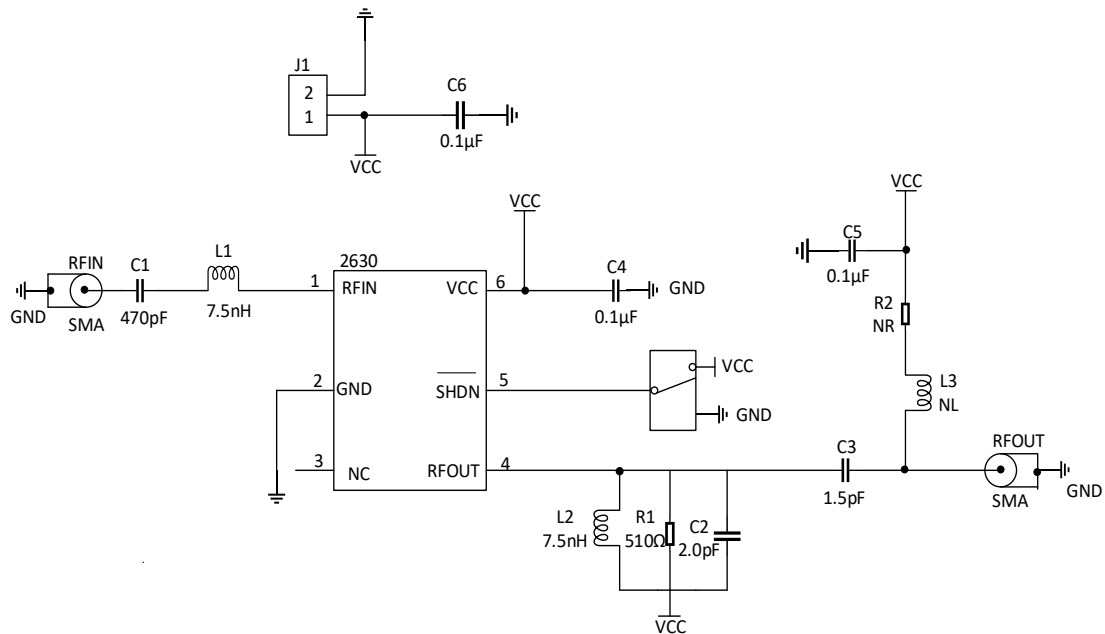 J1
2
1
C6
0.1µF
VCC
VCC
VCC
C5
0.1µF
R2
NR
L3
NL
RFIN
C1
L1
GND
SMA
470pF
7.5nH
2630
1
RFIN
VCC
6
C4
GND
0.1µF
2
GND
SHDN
5
VCC
GND
3
NC
RFOUT
4
C3
1.5pF
RFOUT
SMA
GND
L2
7.5nH
R1
510Ω
C2
2.0pF
VCC